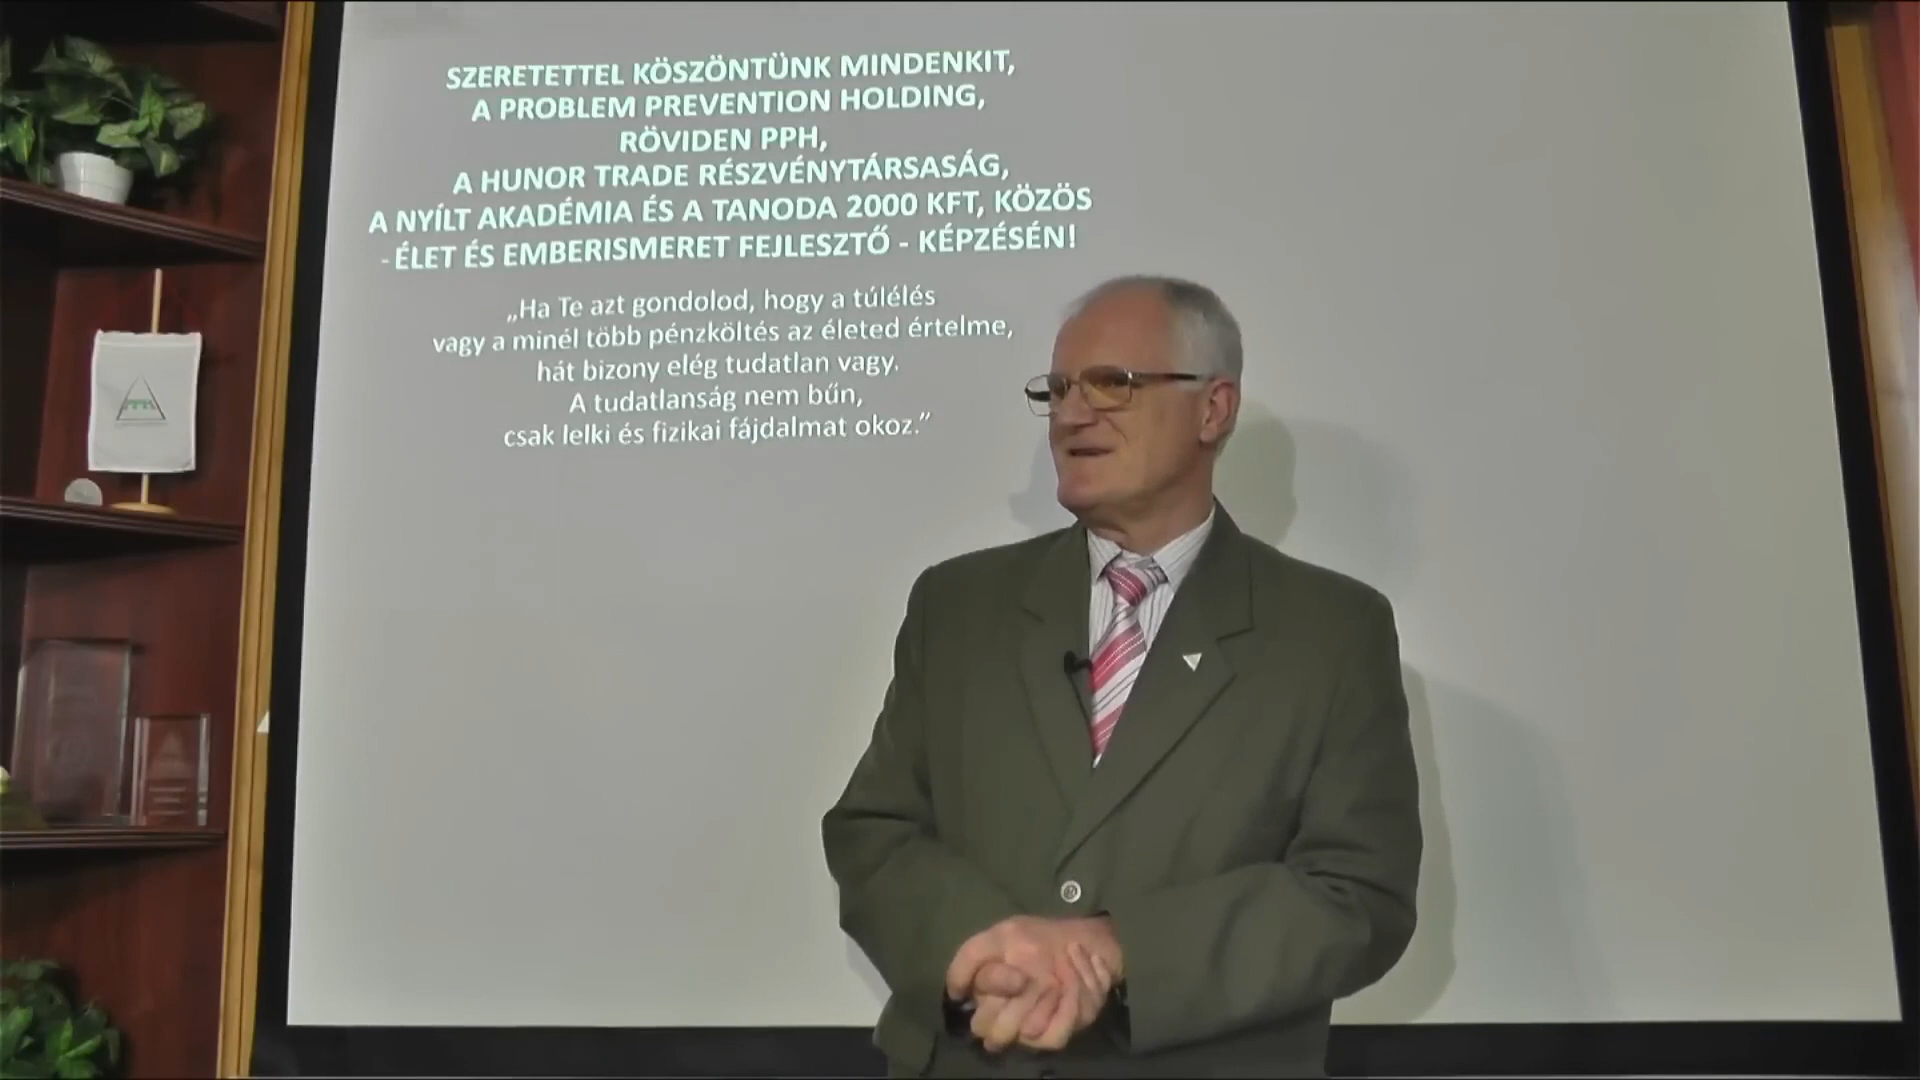 SZERETETTEL KÖSZÖNTÜNK MINDENKIT,
A PROBLEM PREVENTION HOLDING,
RÖVIDEN PPH,
A HUNOR TRADE RÉSZVÉNYTÁRSASÁG,
A NYÍLT AKADÉMIA ÉS A TANODA 2000 KFT, KÖZÖS
- ÉLET ÉS EMBERISMERET FEJLESZTŐ - KÉPZÉSÉN!
„Ha Te azt gondolod, hogy a túlélés
vagy a minél több pénzköltés az életed értelme,
hát bizony elég tudatlan vagy.
A tudatlanság nem bűn,
csak lelki és fizikai fájdalmat okoz.”